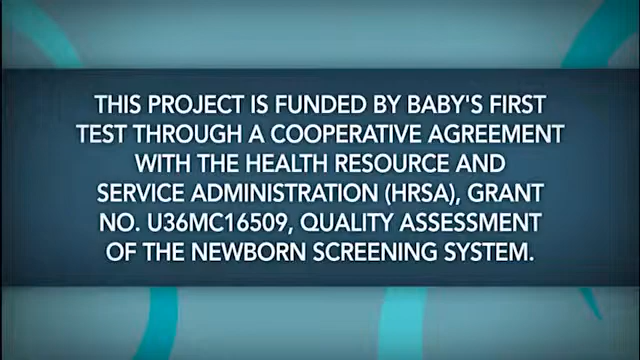 THIS PROJECT IS FUNDED BY BABY'S FIRST
TEST THROUGH A COOPERATIVE AGREEMENT
WITH THE HEALTH RESOURCE AND
SERVICE ADMINISTRATION (HRSA), GRANT
NO. U36MC16509, QUALITY ASSESSMENT
OF THE NEWBORN SCREENING SYSTEM.